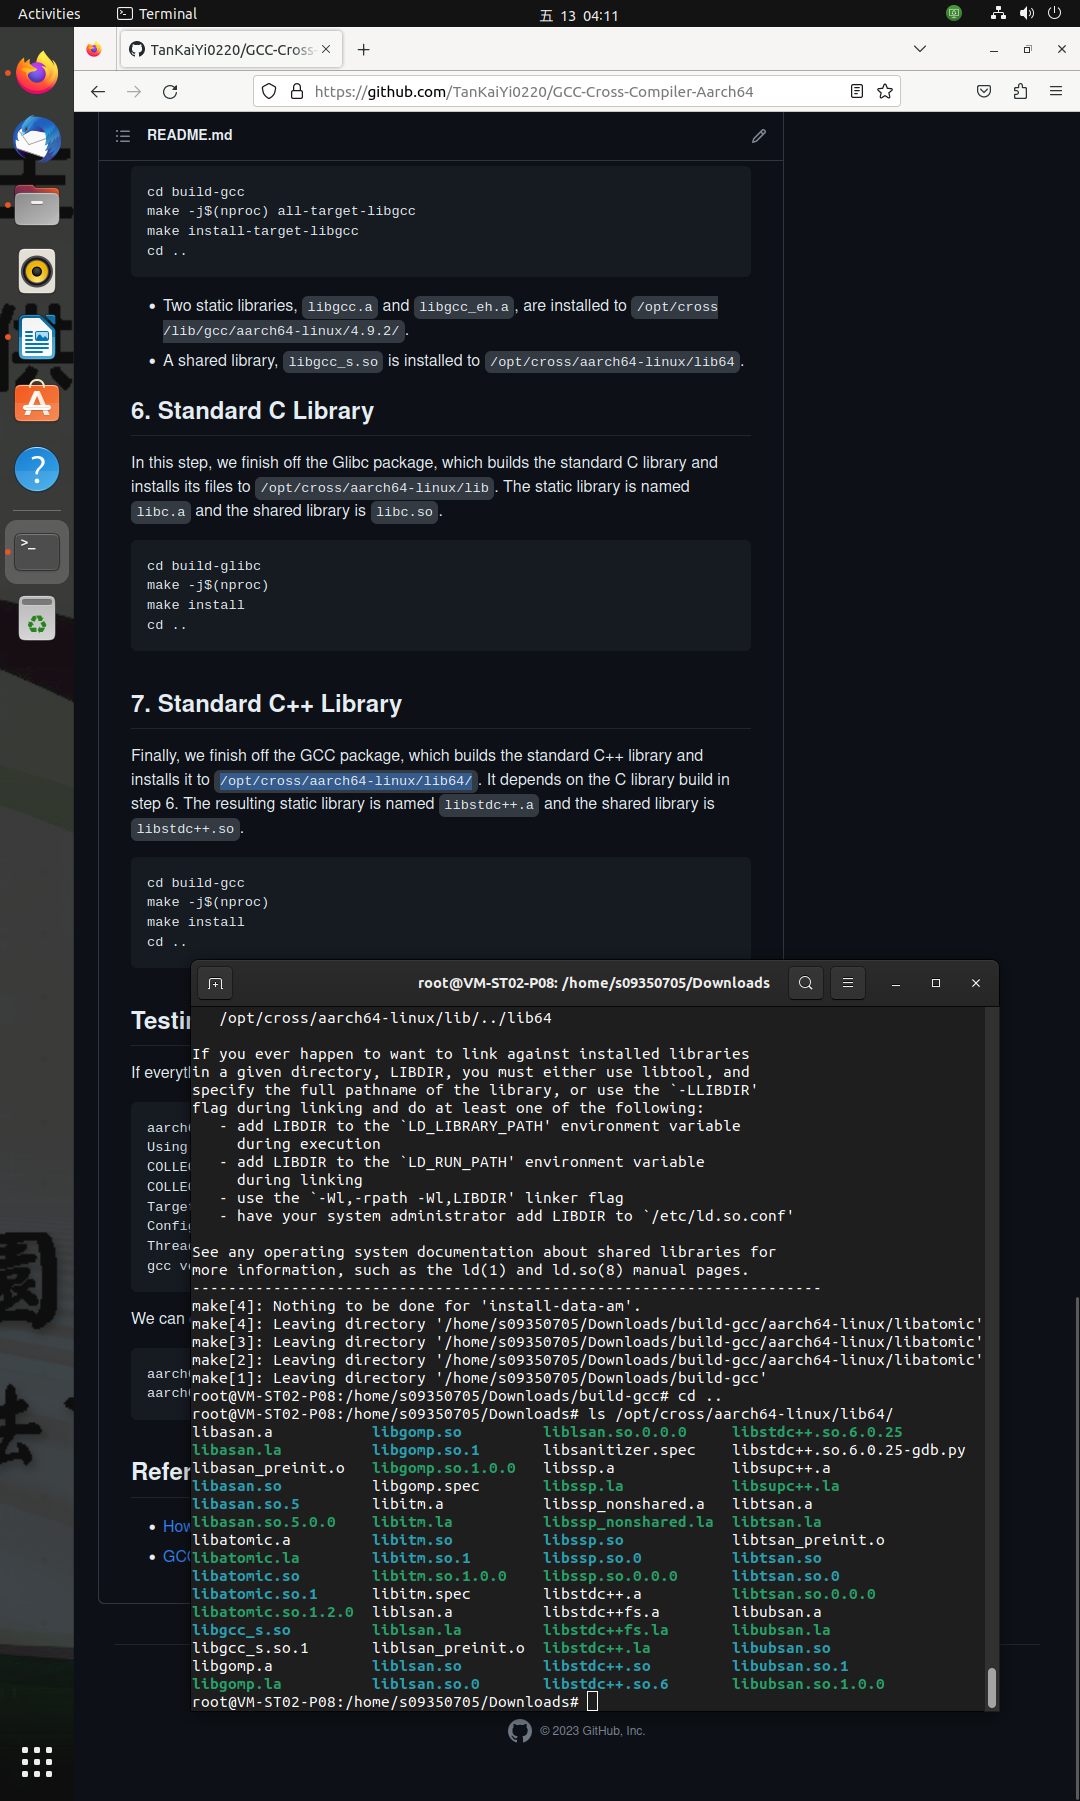 Activities
Terminal
五 13 04:11
TanKaiYi0220/GCC-Cross-
https://github.com/TanKaiYi0220/GCC-Cross-Compiler-Aarch64
README.md
cd build-gcc
make -j$(nproc) all-target-libgcc
make install-target-libgcc
cd ..
• Two static libraries, libgcc.a and libgcc_eh.a, are installed to /opt/cross
/lib/gcc/aarch64-linux/4.9.2/.
• A shared library, libgcc_s.so is installed to /opt/cross/aarch64-linux/lib64.
6. Standard C Library
In this step, we finish off the Glibc package, which builds the standard C library and
installs its files to /opt/cross/aarch64-linux/lib. The static library is named
libc.a and the shared library is libc.so.
cd build-glibc
make -j$(nproc)
make install
cd ..
7. Standard C++ Library
Finally, we finish off the GCC package, which builds the standard C++ library and
installs it to /opt/cross/aarch64-linux/lib64/. It depends on the C library build in
step 6. The resulting static library is named libstdc++.a and the shared library is
libstdc++.so.
cd build-gcc
make -j$(nproc)
make install
cd ..
Testin
If everyth
aarch6
Using
COLLEC
COLLEC
Target
Config
Thread
gcc ve
We can
aarch6
aarch6
Refer
• How
• GCC
root@VM-ST02-P08: /home/s09350705/Downloads
/opt/cross/aarch64-linux/lib/../lib64
If you ever happen to want to link against installed libraries
in a given directory, LIBDIR, you must either use libtool, and
specify the full pathname of the library, or use the `-LLIBDIR'
flag during linking and do at least one of the following:
- add LIBDIR to the `LD_LIBRARY_PATH' environment variable
during execution
- add LIBDIR to the `LD_RUN_PATH' environment variable
during linking
- use the `-Wl,-rpath -Wl,LIBDIR' linker flag
- have your system administrator add LIBDIR to `/etc/ld.so.conf'
See any operating system documentation about shared libraries for
more information, such as the ld(1) and ld.so(8) manual pages.
----------------------------------------------------------------------
make[4]: Nothing to be done for 'install-data-am'.
make[4]: Leaving directory '/home/s09350705/Downloads/build-gcc/aarch64-linux/libatomic'
make[3]: Leaving directory '/home/s09350705/Downloads/build-gcc/aarch64-linux/libatomic'
make[2]: Leaving directory '/home/s09350705/Downloads/build-gcc/aarch64-linux/libatomic'
make[1]: Leaving directory '/home/s09350705/Downloads/build-gcc'
root@VM-ST02-P08:/home/s09350705/Downloads/build-gcc# cd ..
root@VM-ST02-P08:/home/s09350705/Downloads# ls /opt/cross/aarch64-linux/lib64/
libasan.a libgomp.so liblsan.so.0.0.0 libstdc++.so.6.0.25
libasan.la libgomp.so.1 libsanitizer.spec libstdc++.so.6.0.25-gdb.py
libasan_preinit.o libgomp.so.1.0.0 libssp.a libsupc++.a
libasan.so libgomp.spec libssp.la libsupc++.la
libasan.so.5 libitm.a libssp_nonshared.a libtsan.a
libasan.so.5.0.0 libitm.la libssp_nonshared.la libtsan.la
libatomic.a libitm.so libssp.so libtsan_preinit.o
libatomic.la libitm.so.1 libssp.so.0 libtsan.so
libatomic.so libitm.so.1.0.0 libssp.so.0.0.0 libtsan.so.0
libatomic.so.1 libitm.spec libstdc++.a libtsan.so.0.0.0
libatomic.so.1.2.0 liblsan.a libstdc++fs.a libubsan.a
libgcc_s.so liblsan.la libstdc++fs.la libubsan.la
libgcc_s.so.1 liblsan_preinit.o libstdc++.la libubsan.so
libgomp.a liblsan.so libstdc++.so libubsan.so.1
libgomp.la liblsan.so.0 libstdc++.so.6 libubsan.so.1.0.0
root@VM-ST02-P08:/home/s09350705/Downloads#
© 2023 GitHub, Inc.